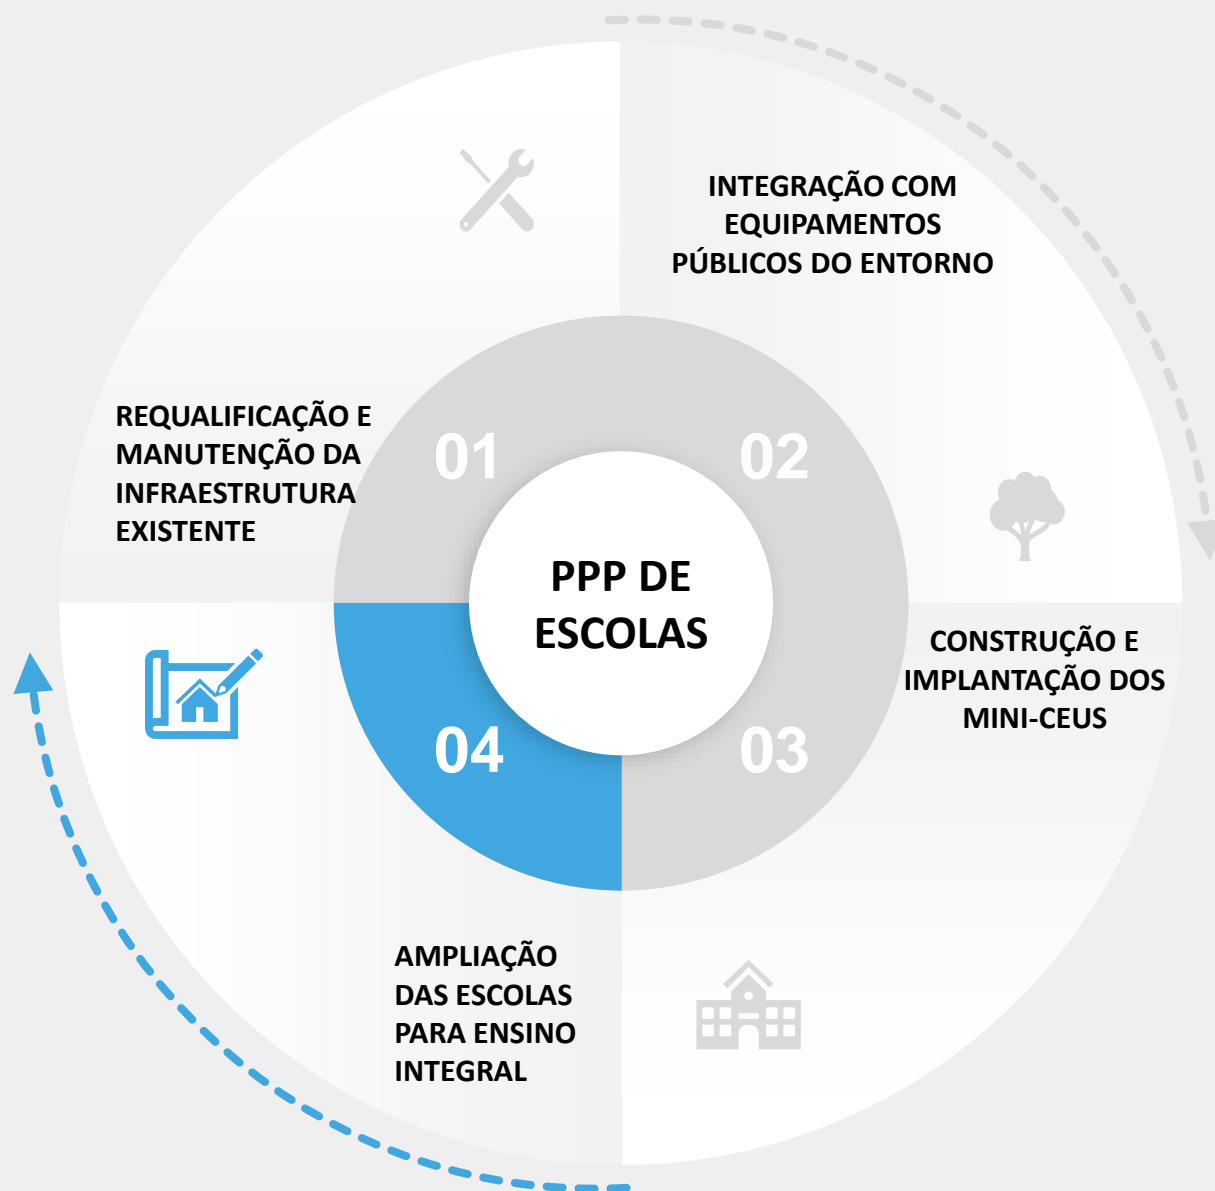 INTEGRAÇÃO COM
EQUIPAMENTOS
PÚBLICOS DO ENTORNO
REQUALIFICAÇÃO E
MANUTENÇÃO DA
INFRAESTRUTURA
EXISTENTE
01
02
PPP DE
ESCOLAS
CONSTRUÇÃO E
IMPLANTAÇÃO DOS
MINI-CEUS
04
03
AMPLIAÇÃO
DAS ESCOLAS
PARA ENSINO
INTEGRAL